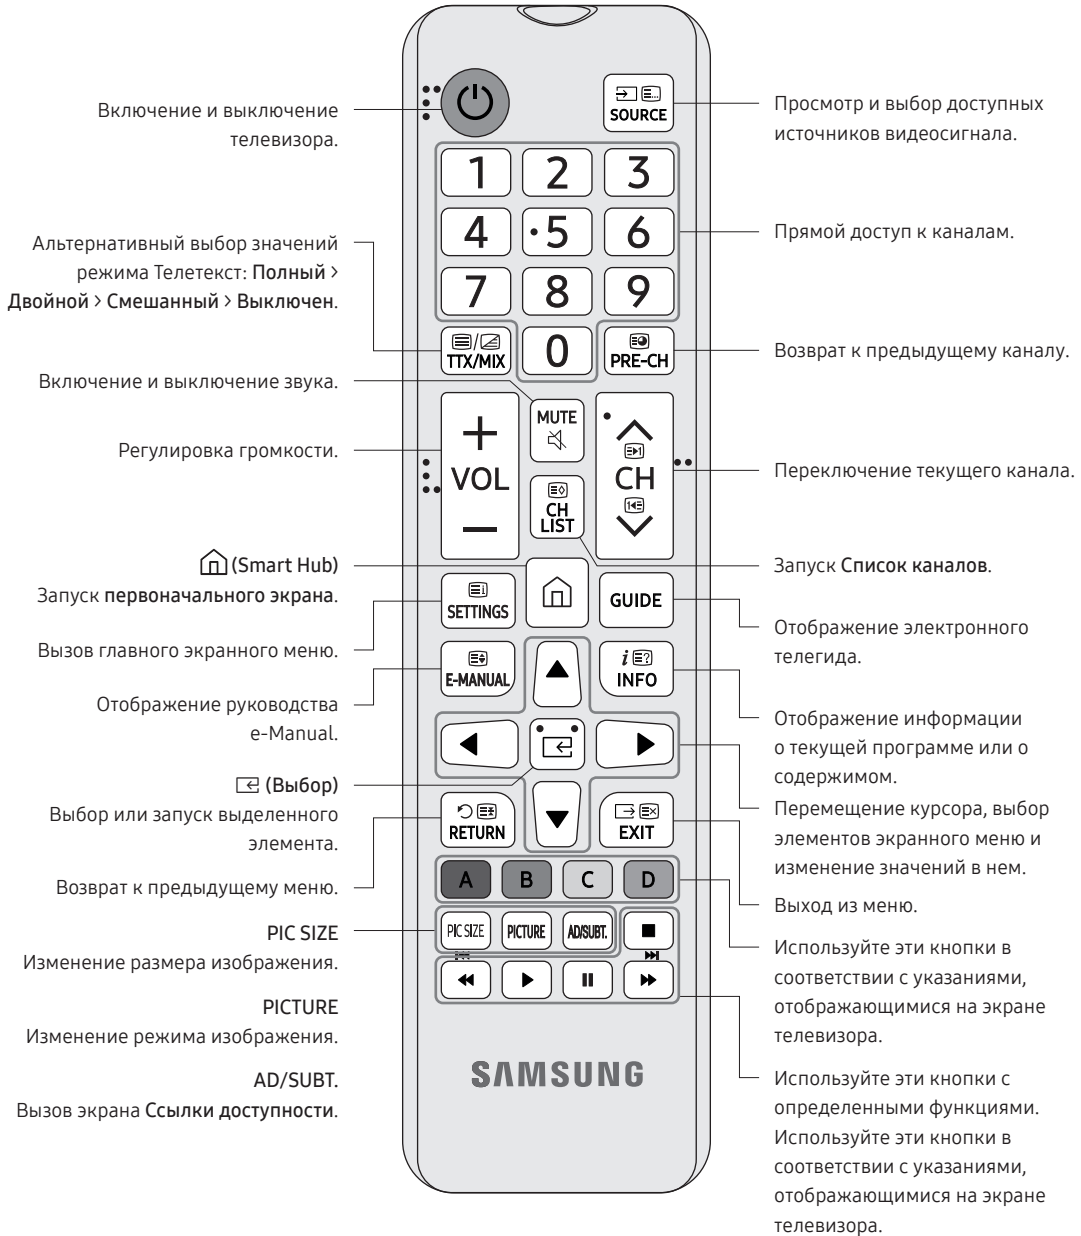 Включение и выключение
телевизора.
Альтернативный выбор значений
режима Телетекст: Полный >
Двойной > Смешанный > Выключен.
Включение и выключение звука.
Регулировка громкости.
(Smart Hub)
Запуск первоначального экрана.
Вызов главного экранного меню.
Отображение руководства
e-Manual.
(Выбор)
Выбор или запуск выделенного
элемента.
Возврат к предыдущему меню.
PIC SIZE
Изменение размера изображения.
PICTURE
Изменение режима изображения.
AD/SUBT.
Вызов экрана Ссылки доступности.
SOURCE
1 2 3
4 5 6
7 8 9
TTX/MIX 0 PRE-CH
MUTE
+
VOL
−
CH
CH
LIST
SETTINGS
GUIDE
E-MANUAL
INFO
RETURN
EXIT
A B C D
PIC SIZE PICTURE AD/SUBT.
SAMSUNG
Просмотр и выбор доступных
источников видеосигнала.
Прямой доступ к каналам.
Возврат к предыдущему каналу.
Переключение текущего канала.
Запуск Список каналов.
Отображение электронного
телегида.
Отображение информации
о текущей программе или о
содержимом.
Перемещение курсора, выбор
элементов экранного меню и
изменение значений в нем.
Выход из меню.
Используйте эти кнопки в
соответствии с указаниями,
отображающимися на экране
телевизора.
Используйте эти кнопки с
определенными функциями.
Используйте эти кнопки в
соответствии с указаниями,
отображающимися на экране
телевизора.